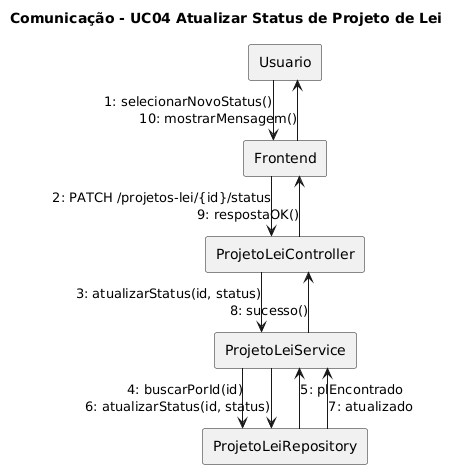 Comunicação - UC04 Atualizar Status de Projeto de Lei
Usuario
1: selecionarNovoStatus()
10: mostrarMensagem()
Frontend
2: PATCH /projetos-lei/{id}/status
9: respostaOK()
ProjetoLeiController
3: atualizarStatus(id, status)
8: sucesso()
ProjetoLeiService
4: buscarPorId(id)
5: plEncontrado
6: atualizarStatus(id, status)
7: atualizado
ProjetoLeiRepository